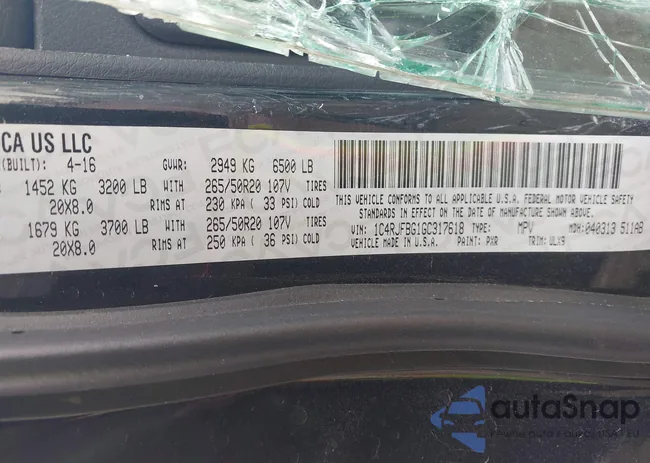 CA US LLC
(BUILT): 4-16 GVWR: 2949 KG 6500 LB
1452 KG 3200 LB WITH 265/50R20 107V TIRES
20X8.0 RIMS AT 230 KPA ( 33 PSI) COLD
1679 KG 3700 LB WITH 265/50R20 107V TIRES
20X8.0 RIMS AT 250 KPA ( 36 PSI) COLD
THIS VEHICLE CONFORMS TO ALL APPLICABLE U.S.A. FEDERAL MOTOR VEHICLE SAFETY
STANDARDS IN EFFECT ON THE DATE OF MANUFACTURE SHOWN ABOVE.
VIN: 1C4RJFBG1GC317618 TYPE: MPV MDH: 040313 511AB
VEHICLE MADE IN U.S.A. PAINT: PXR TRIM: ULX9
autoSnap